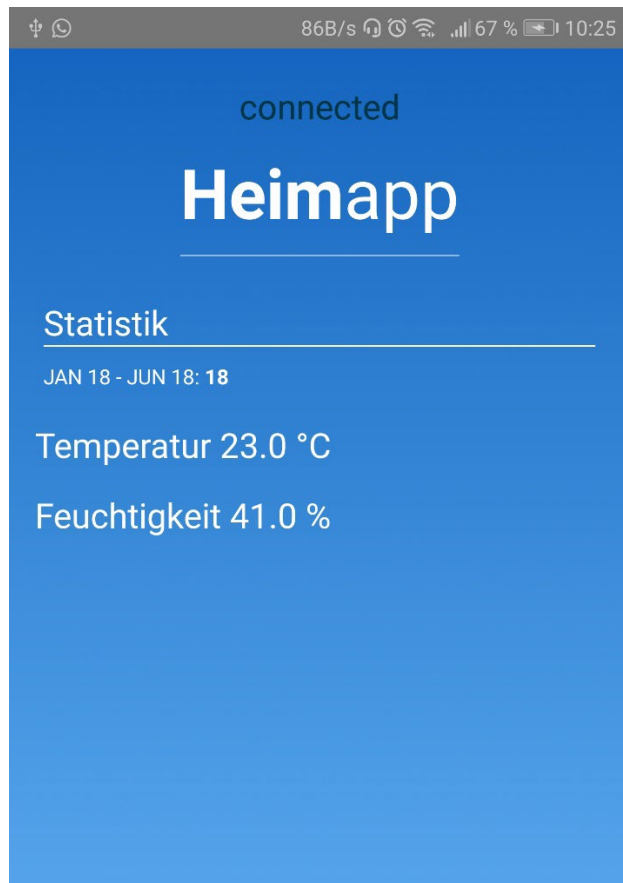 86B/s 67 % 10:25
connected
Heimapp
Statistik
JAN 18 - JUN 18: 18
Temperatur 23.0 °C
Feuchtigkeit 41.0 %